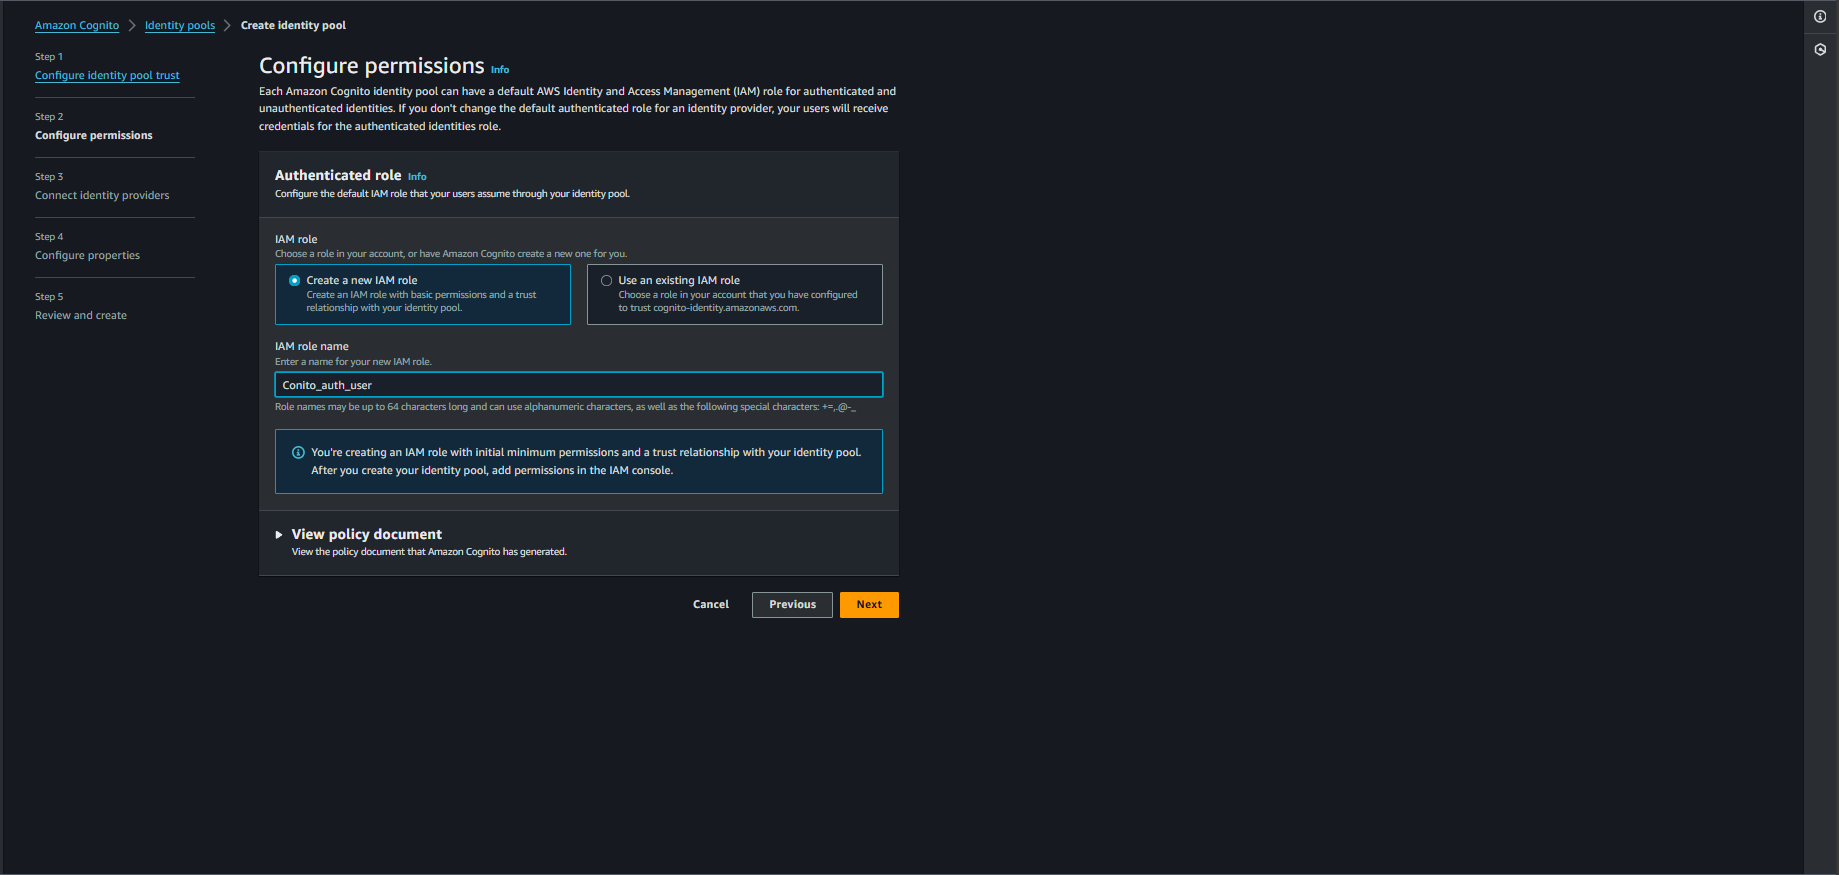 Amazon Cognito > Identity pools > Create identity pool
Step 1
Configure identity pool trust
Step 2
Configure permissions
Step 3
Connect identity providers
Step 4
Configure properties
Step 5
Review and create
Configure permissions Info
Each Amazon Cognito identity pool can have a default AWS Identity and Access Management (IAM) role for authenticated and
unauthenticated identities. If you don't change the default authenticated role for an identity provider, your users will receive
credentials for the authenticated identities role.
Authenticated role Info
Configure the default IAM role that your users assume through your identity pool.
IAM role
Choose a role in your account, or have Amazon Cognito create a new one for you.
Create a new IAM role
Create an IAM role with basic permissions and a trust
relationship with your identity pool.
Use an existing IAM role
Choose a role in your account that you have configured
to trust cognito-identity.amazonaws.com.
IAM role name
Enter a name for your new IAM role.
Conito_auth_user
Role names may be up to 64 characters long and can use alphanumeric characters, as well as the following special characters: +=,.@-_
You're creating an IAM role with initial minimum permissions and a trust relationship with your identity pool.
After you create your identity pool, add permissions in the IAM console.
View policy document
View the policy document that Amazon Cognito has generated.
Cancel
Previous
Next